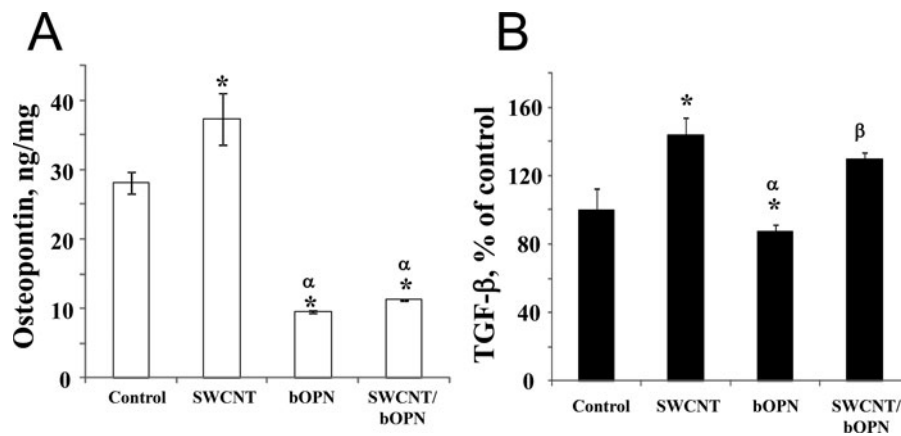 A
Osteopontin, ng/mg
40
30
20
10
0
*
α
*
α
*
Control
SWCNT
bOPN
SWCNT/
bOPN
B
TGF-β, % of control
160
120
80
40
0
*
α
*
β
Control
SWCNT
bOPN
SWCNT/
bOPN